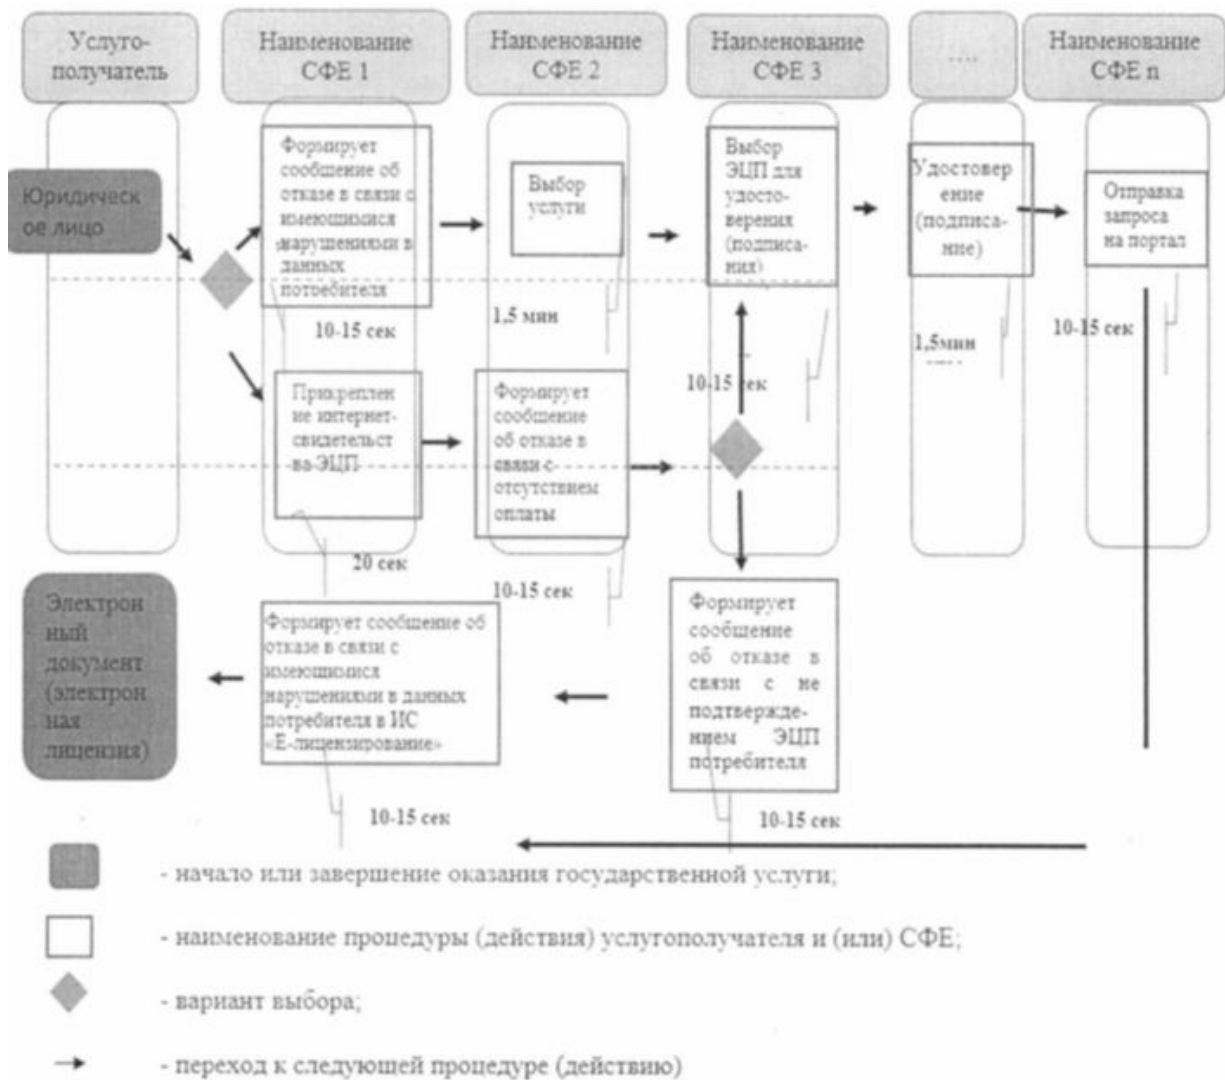 Услуго-
получатель
Наименование
СФЕ 1
Наименование
СФЕ 2
Наименование
СФЕ 3
....
Наименование
СФЕ n
Юридическ
ое лицо
Формирует
сообщение об
отказе в связи с
имеющимися
нарушениями в
данных
потребителя
10-15 сек
Выбор
услуги
1,5 мин
Выбор
ЭЦП для
удосто-
верения
(подписа-
ния)
10-15 сек
Удостовер
ение
(подписа-
ние)
1,5мин
Отправка
запроса
на портал
10-15 сек
Прикреплен
ие интернет-
свидетельст
ва ЭЦП
20 сек
Формирует
сообщение
об отказе в
связи с
отсутствием
оплаты
10-15 сек
Формирует
сообщение
об отказе в
связи с не
подтвержде-
нием ЭЦП
потребителя
10-15 сек
Формирует сообщение об
отказе в связи с
имеющимися
нарушениями в данных
потребителя в ИС
«Е-лицензирование»
10-15 сек
Электрон
ный
документ
(электрон
ная
лицензия)
- начало или завершение оказания государственной услуги;
- наименование процедуры (действия) услугополучателя и (или) СФЕ;
- вариант выбора;
- переход к следующей процедуре (действию)